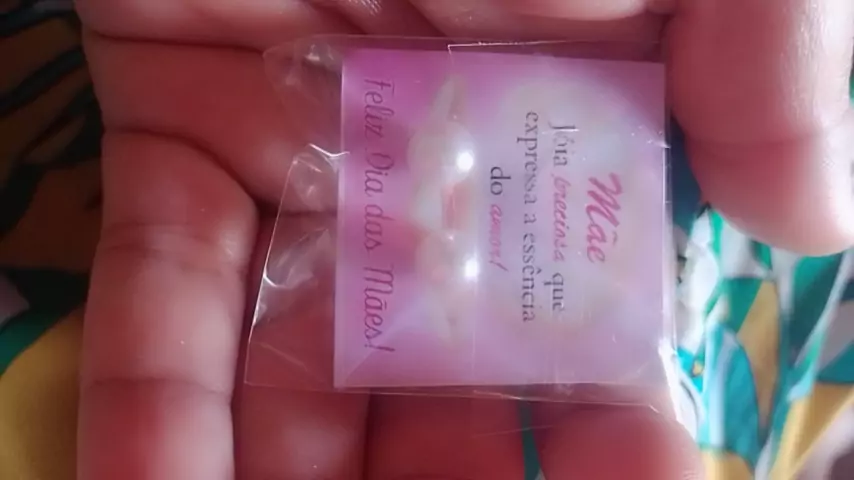 Mãe
Jóia preciosa que
expressa a essência
do amor!
Feliz Dia das Mães!